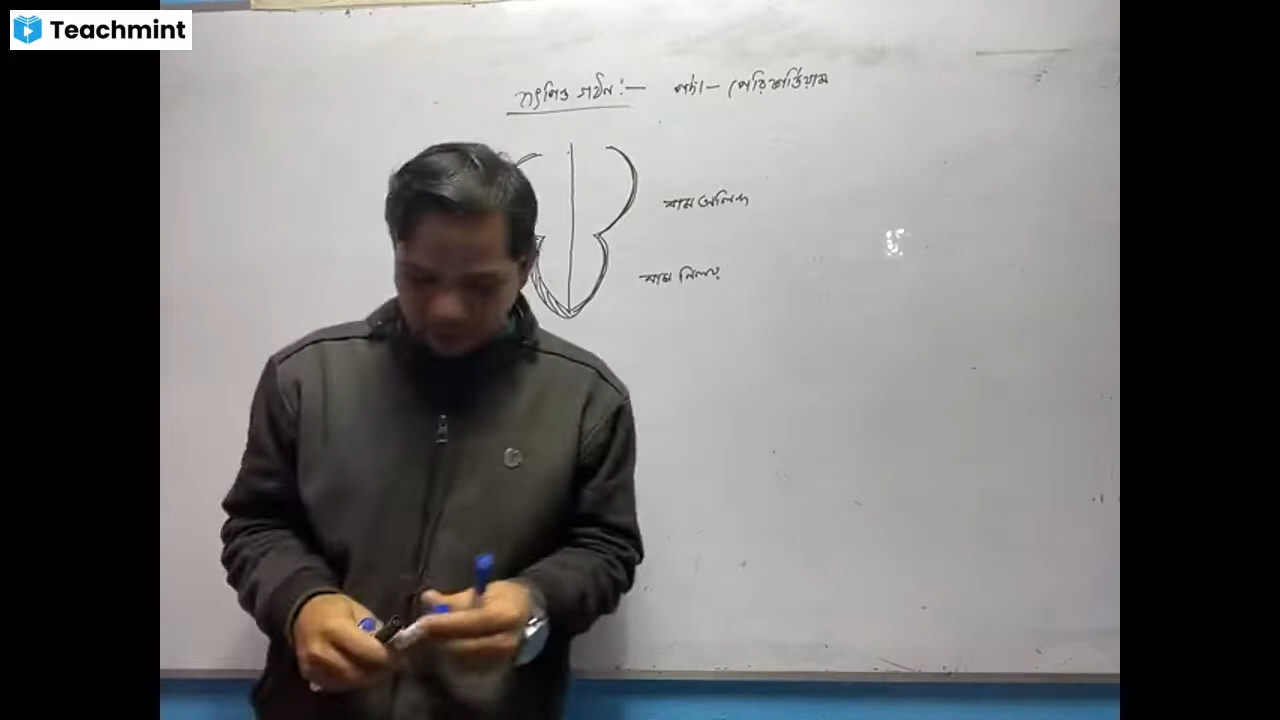 Teachmint
হৃৎপিণ্ড গঠন :— পর্দা — পেরিকার্ডিয়াম
বাম অলিন্দ
বাম নিলয়